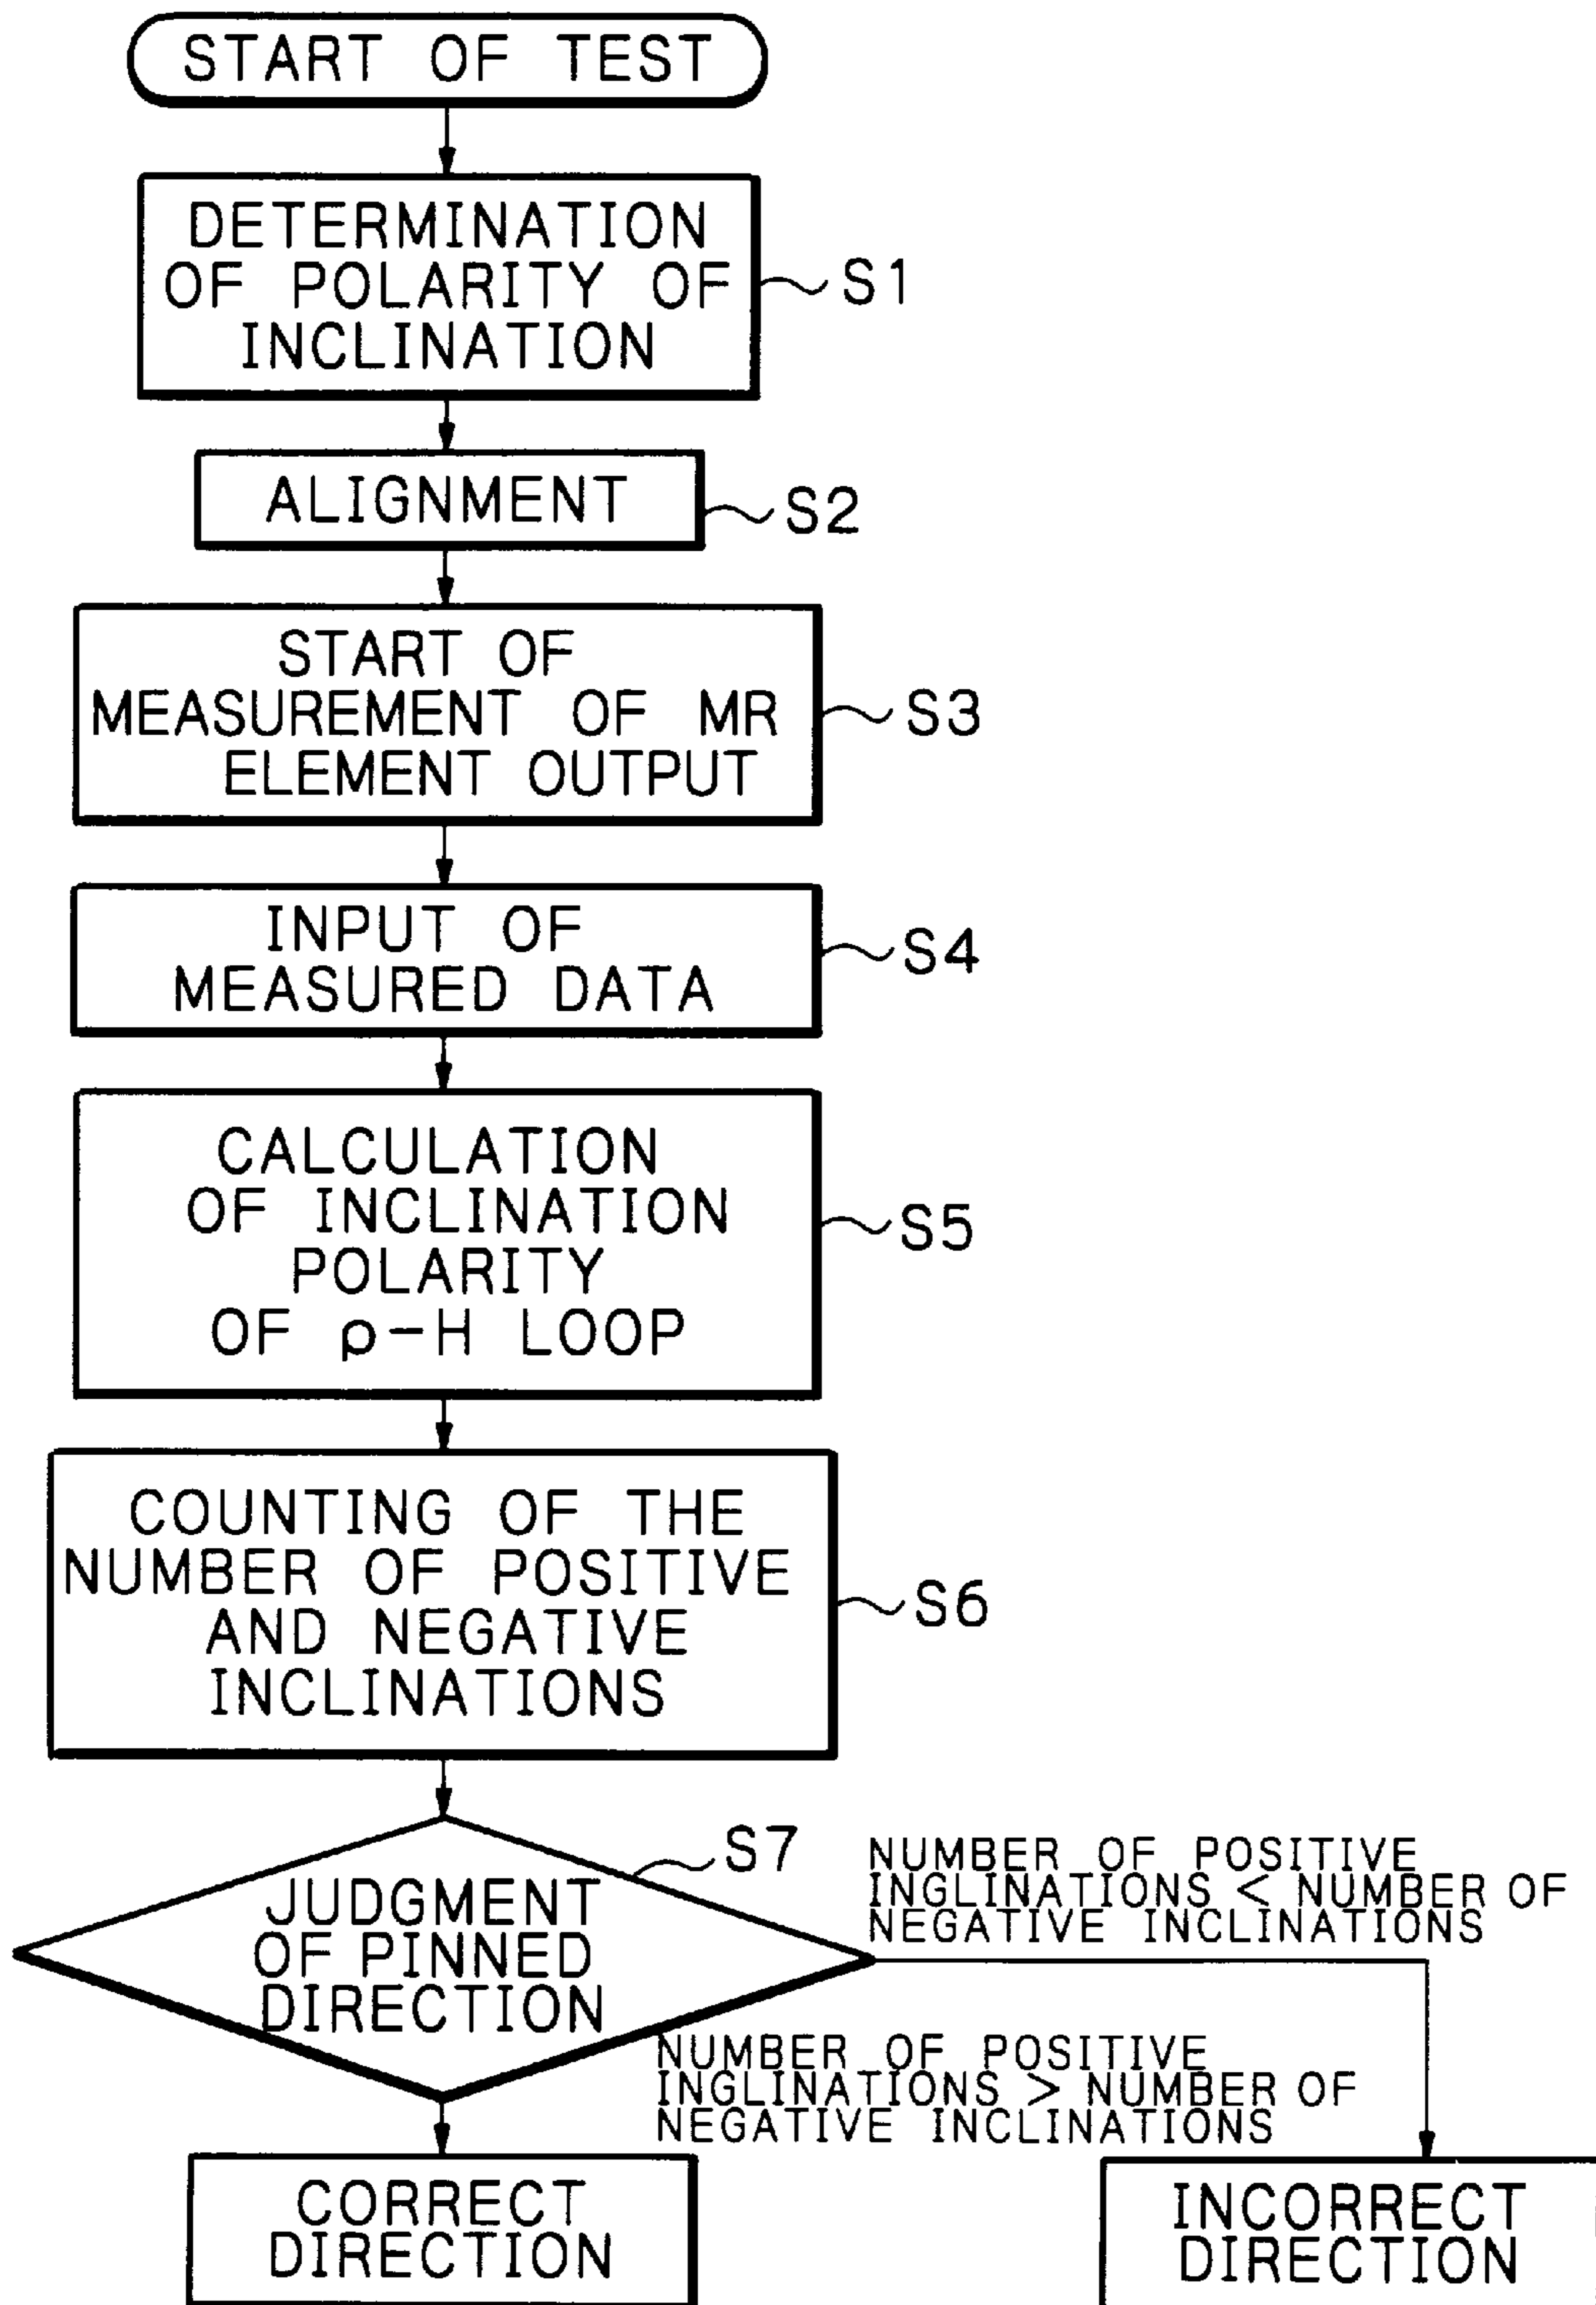 START OF TEST
DETERMINATION
OF POLARITY OF
INCLINATION
S1
ALIGNMENT
S2
START OF
MEASUREMENT OF MR
ELEMENT OUTPUT
S3
INPUT OF
MEASURED DATA
S4
CALCULATION
OF INCLINATION
POLARITY
OF ρ-H LOOP
S5
COUNTING OF THE
NUMBER OF POSITIVE
AND NEGATIVE
INCLINATIONS
S6
JUDGMENT
OF PINNED
DIRECTION
S7
NUMBER OF POSITIVE
INGLINATIONS < NUMBER OF
NEGATIVE INCLINATIONS
NUMBER OF POSITIVE
INGLINATIONS > NUMBER OF
NEGATIVE INCLINATIONS
CORRECT
DIRECTION
INCORRECT
DIRECTION